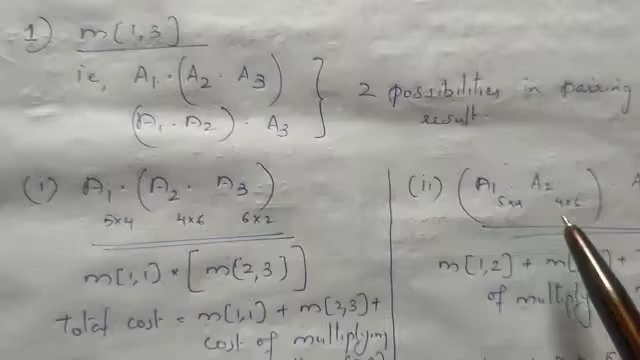 1) m[1,3]
ie, A1 . (A2 . A3)
(A1 . A2) . A3
2 possibilities in pairing
result.
(i) A1 . (A2 . A3)
5x4 4x6 6x2
m[1,1] * [m[2,3]]
Total cost = m[1,1] + m[2,3] +
cost of multiplying
(ii) (A1 . A2)
5x4 4x6
m[1,2] +
of multiply